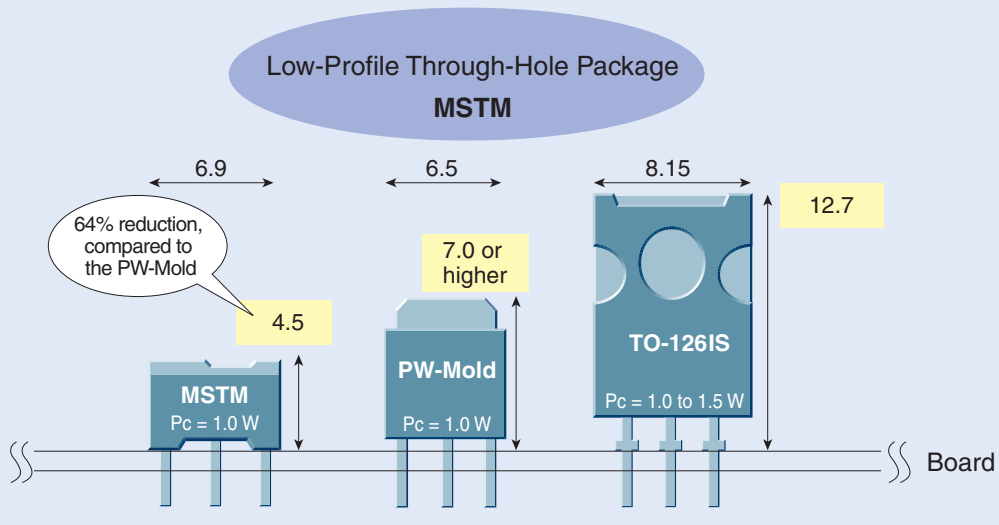 Low-Profile Through-Hole Package
MSTM
6.9
6.5
8.15
64% reduction,
compared to
the PW-Mold
4.5
7.0 or
higher
12.7
MSTM
Pc = 1.0 W
PW-Mold
Pc = 1.0 W
TO-126IS
Pc = 1.0 to 1.5 W
Board